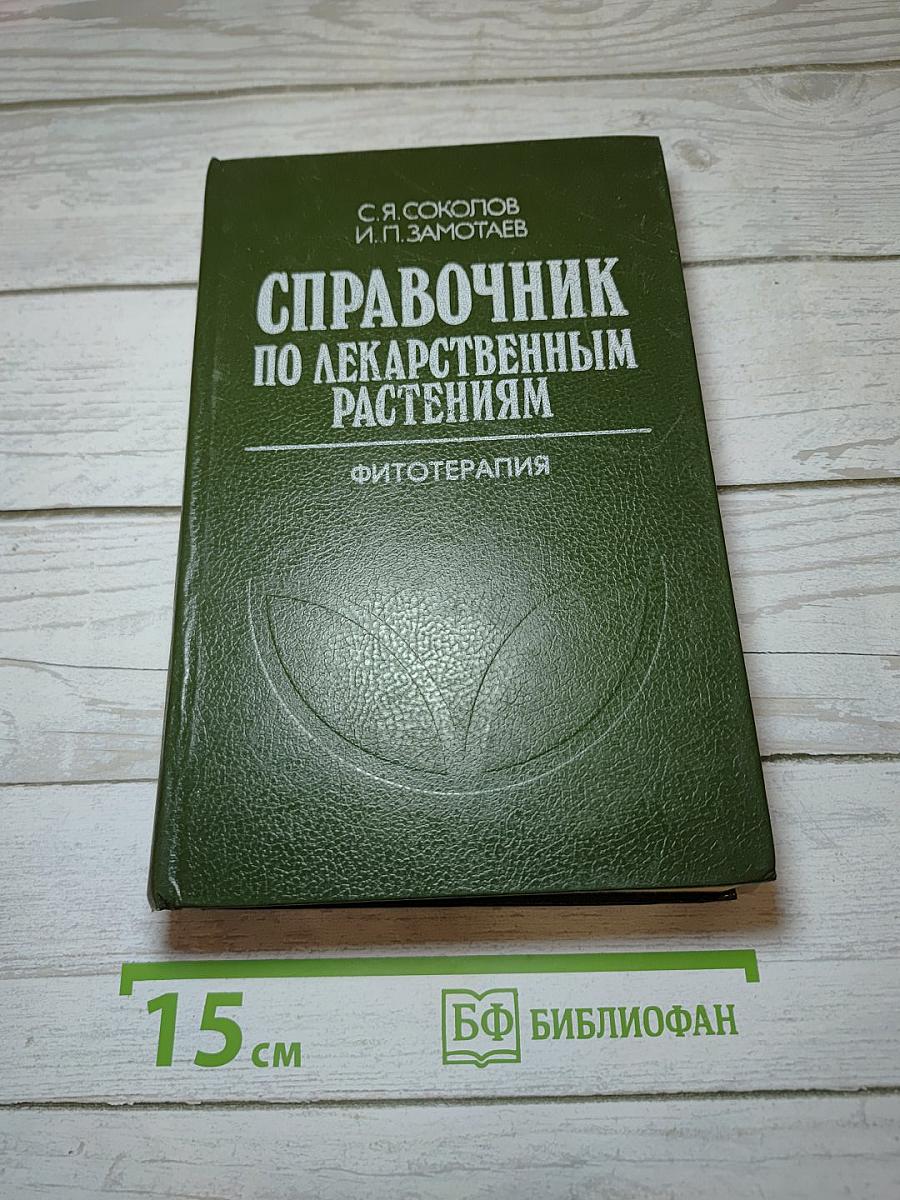 С.Я.СОКОЛОВ
И.П.ЗАМОТАЕВ
СПРАВОЧНИК
ПО ЛЕКАРСТВЕННЫМ
РАСТЕНИЯМ
ФИТОТЕРАПИЯ
15 см
БФ БИБЛИОФАН